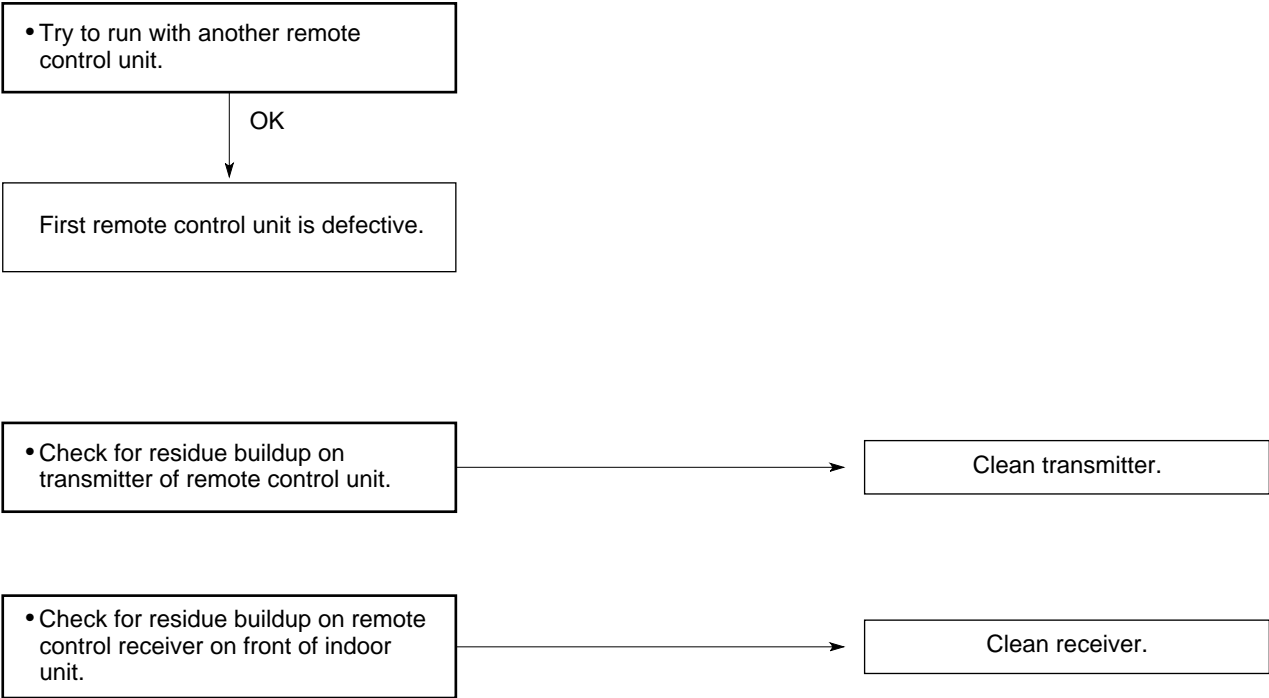 • Try to run with another remote
control unit.
OK
First remote control unit is defective.
• Check for residue buildup on
transmitter of remote control unit.
Clean transmitter.
• Check for residue buildup on remote
control receiver on front of indoor
unit.
Clean receiver.